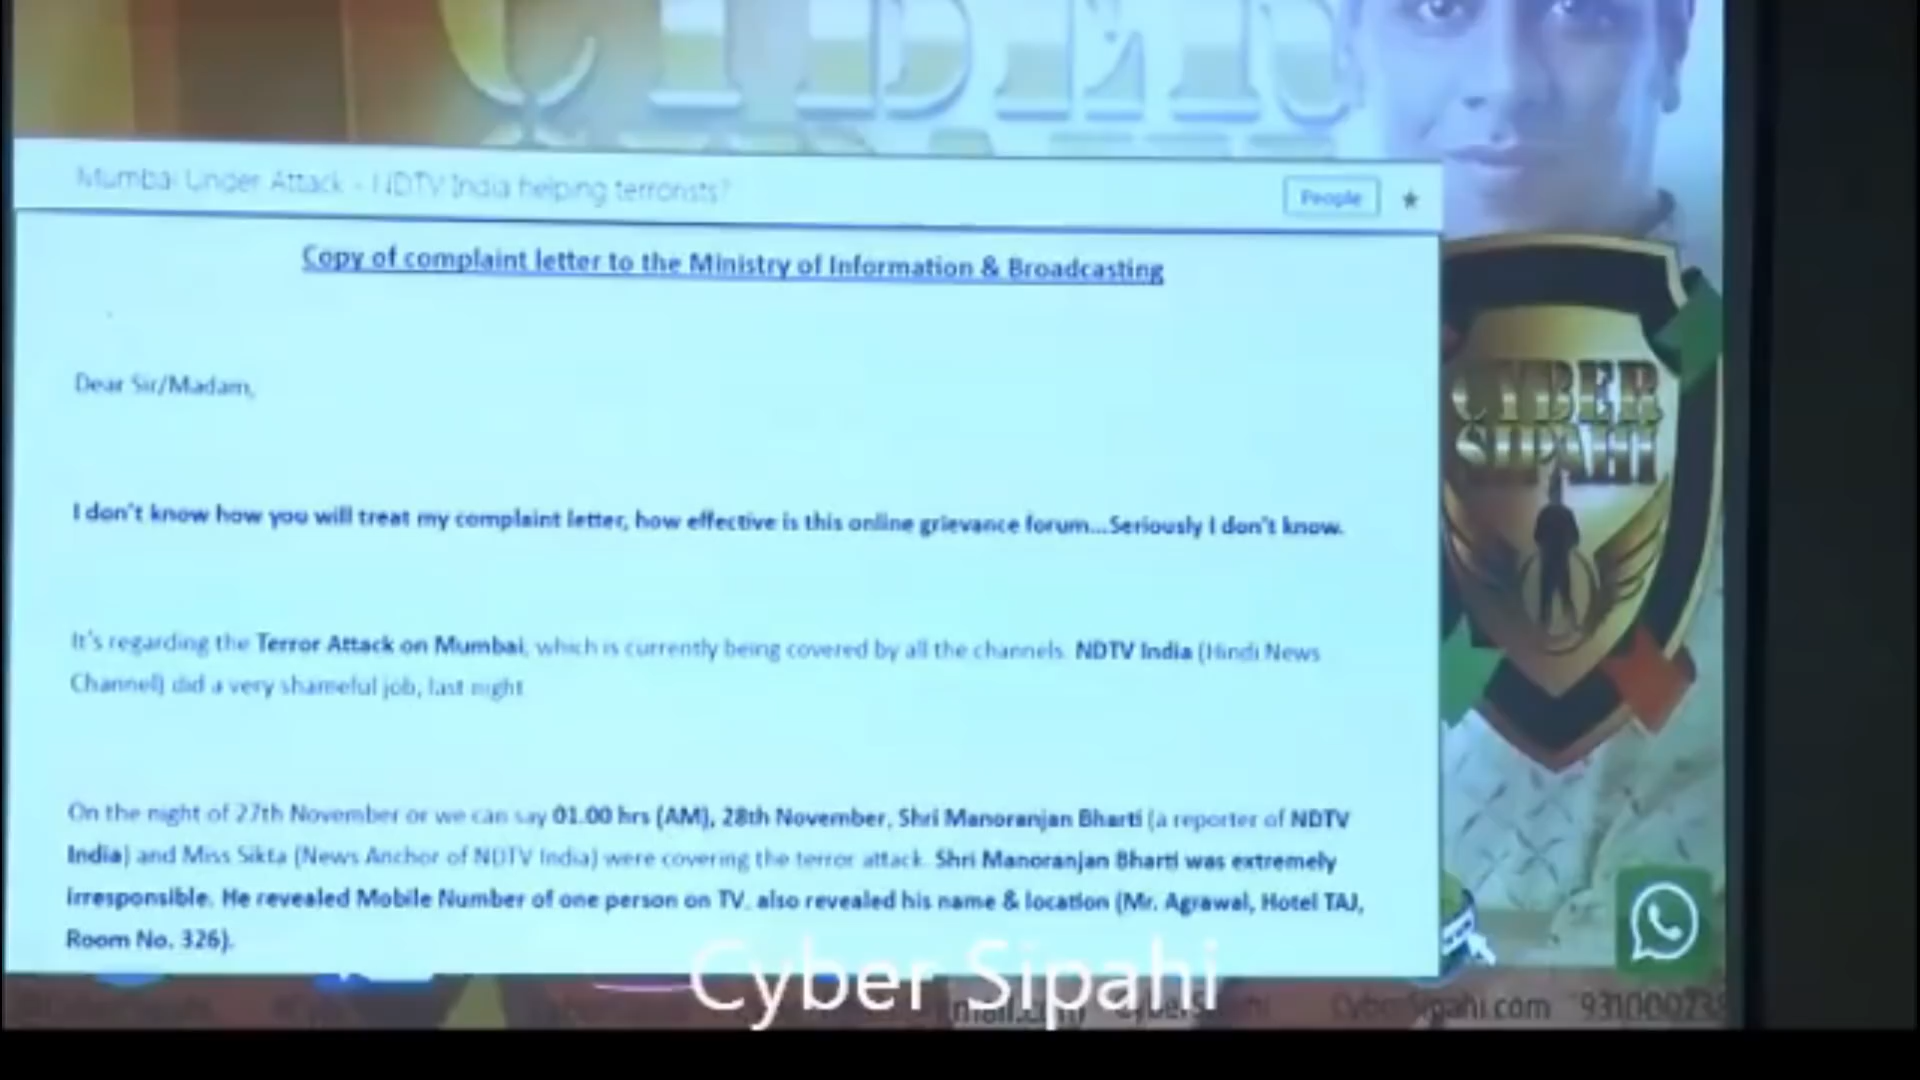 CYBER
Mumbai Under Attack - NDTV India helping terrorists?
People
Copy of complaint letter to the Ministry of Information & Broadcasting
Dear Sir/Madam,
I don't know how you will treat my complaint letter, how effective is this online grievance forum...Seriously I don't know.
It's regarding the Terror Attack on Mumbai, which is currently being covered by all the channels. NDTV India (Hindi News
Channel) did a very shameful job, last night
On the night of 27th November or we can say 01.00 hrs (AM), 28th November, Shri Manoranjan Bharti (a reporter of NDTV
India) and Miss Sikta (News Anchor of NDTV India) were covering the terror attack. Shri Manoranjan Bharti was extremely
irresponsible. He revealed Mobile Number of one person on TV, also revealed his name & location (Mr. Agrawal, Hotel TAJ,
Room No. 326).
CYBER
SIPAHI
Cyber Sipahi
CyberSipahi.com